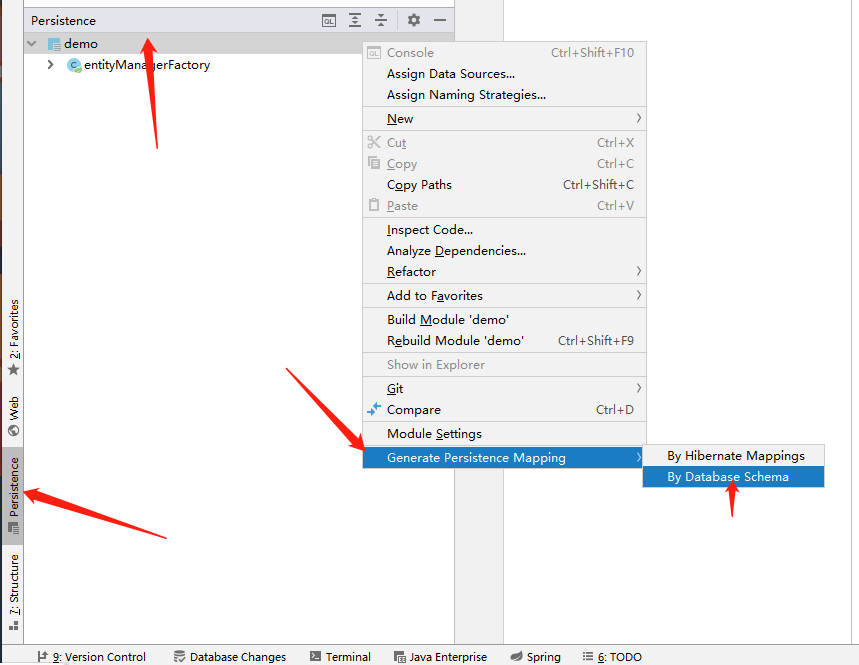 Persistence
QL
demo
C entityManagerFactory
QL Console Ctrl+Shift+F10
Assign Data Sources...
Assign Naming Strategies...
New
Cut Ctrl+X
Copy Ctrl+C
Copy Paths Ctrl+Shift+C
Paste Ctrl+V
Inspect Code...
Analyze Dependencies...
Refactor
Add to Favorites
Build Module 'demo'
Rebuild Module 'demo' Ctrl+Shift+F9
Show in Explorer
Git
Compare Ctrl+D
Module Settings
Generate Persistence Mapping
By Hibernate Mappings
By Database Schema
2: Favorites
Web
Persistence
7: Structure
9: Version Control Database Changes Terminal Java Enterprise Spring 6: TODO